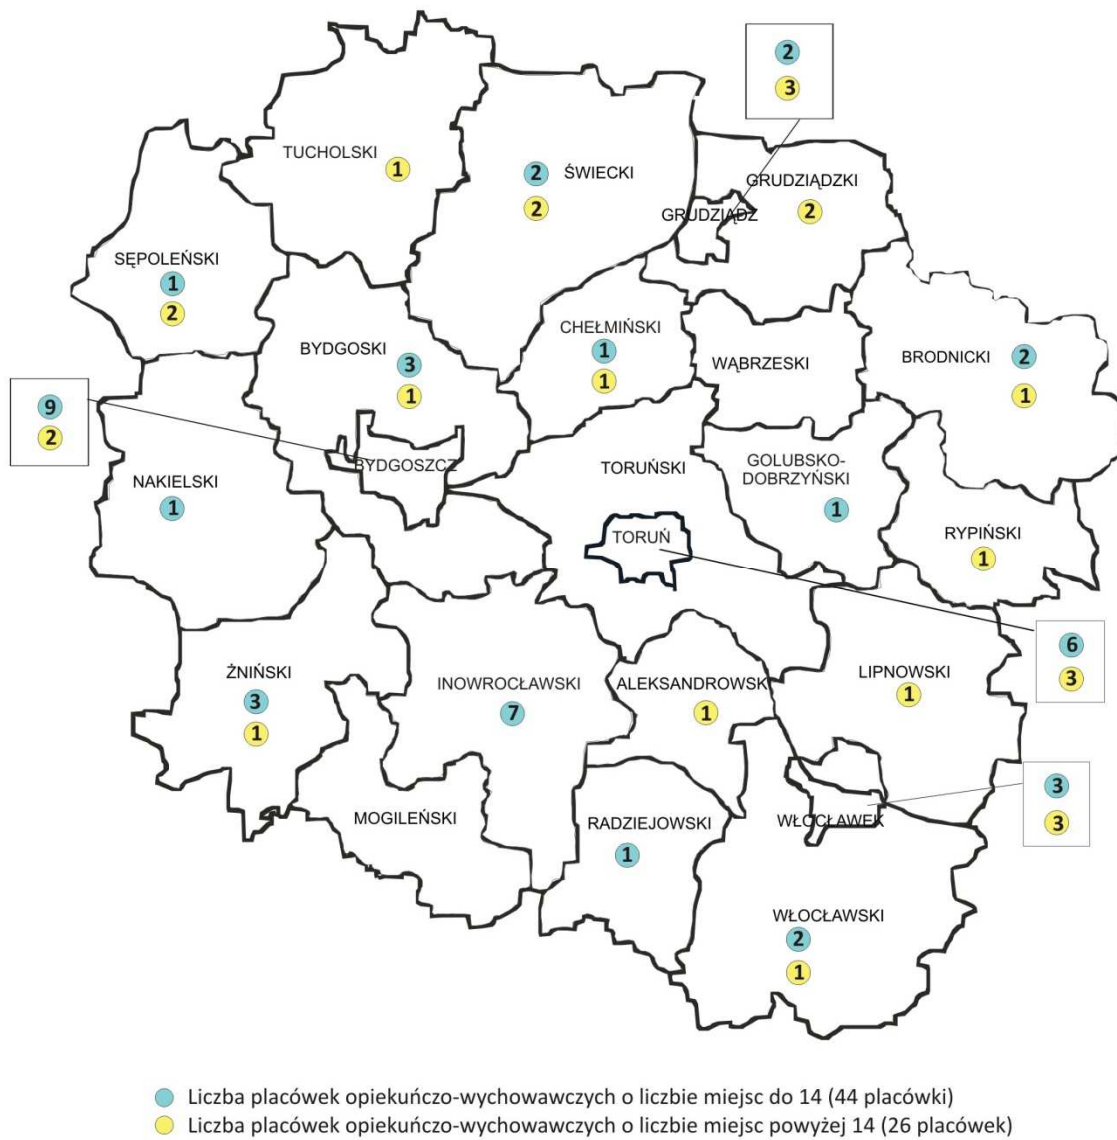 2
3
TUCHOLSKI
1
2
ŚWIECKI
2
GRUDZIĄDZKI
2
GRUDZIĄDZ
SĘPOLEŃSKI
1
2
BYDGOSKI
3
1
CHEŁMIŃSKI
1
1
WĄBRZESKI
BRODNICKI
2
1
9
2
BYDGOSZCZ
NAKIELSKI
1
TORUŃSKI
GOLUBSKO-
DOBRZYŃSKI
1
TORUŃ
RYPIŃSKI
1
6
3
ŻNIŃSKI
3
1
INOWROCŁAWSKI
7
ALEKSANDROWSK
1
LIPNOWSKI
1
3
3
MOGILEŃSKI
RADZIEJOWSKI
1
WŁOCŁAWEK
WŁOCŁAWSKI
2
1
Liczba placówek opiekuńczo-wychowawczych o liczbie miejsc do 14 (44 placówki)
Liczba placówek opiekuńczo-wychowawczych o liczbie miejsc powyżej 14 (26 placówek)